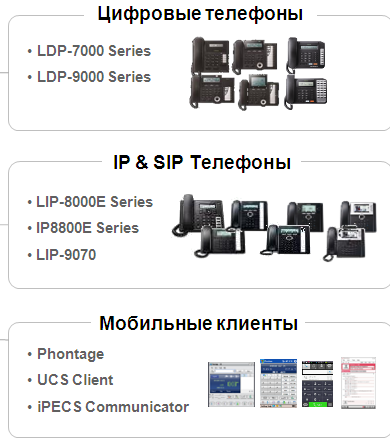 Цифровые телефоны
• LDP-7000 Series
• LDP-9000 Series
IP & SIP Телефоны
• LIP-8000E Series
• IP8800E Series
• LIP-9070
Мобильные клиенты
• Phontage
• UCS Client
• iPECS Communicator